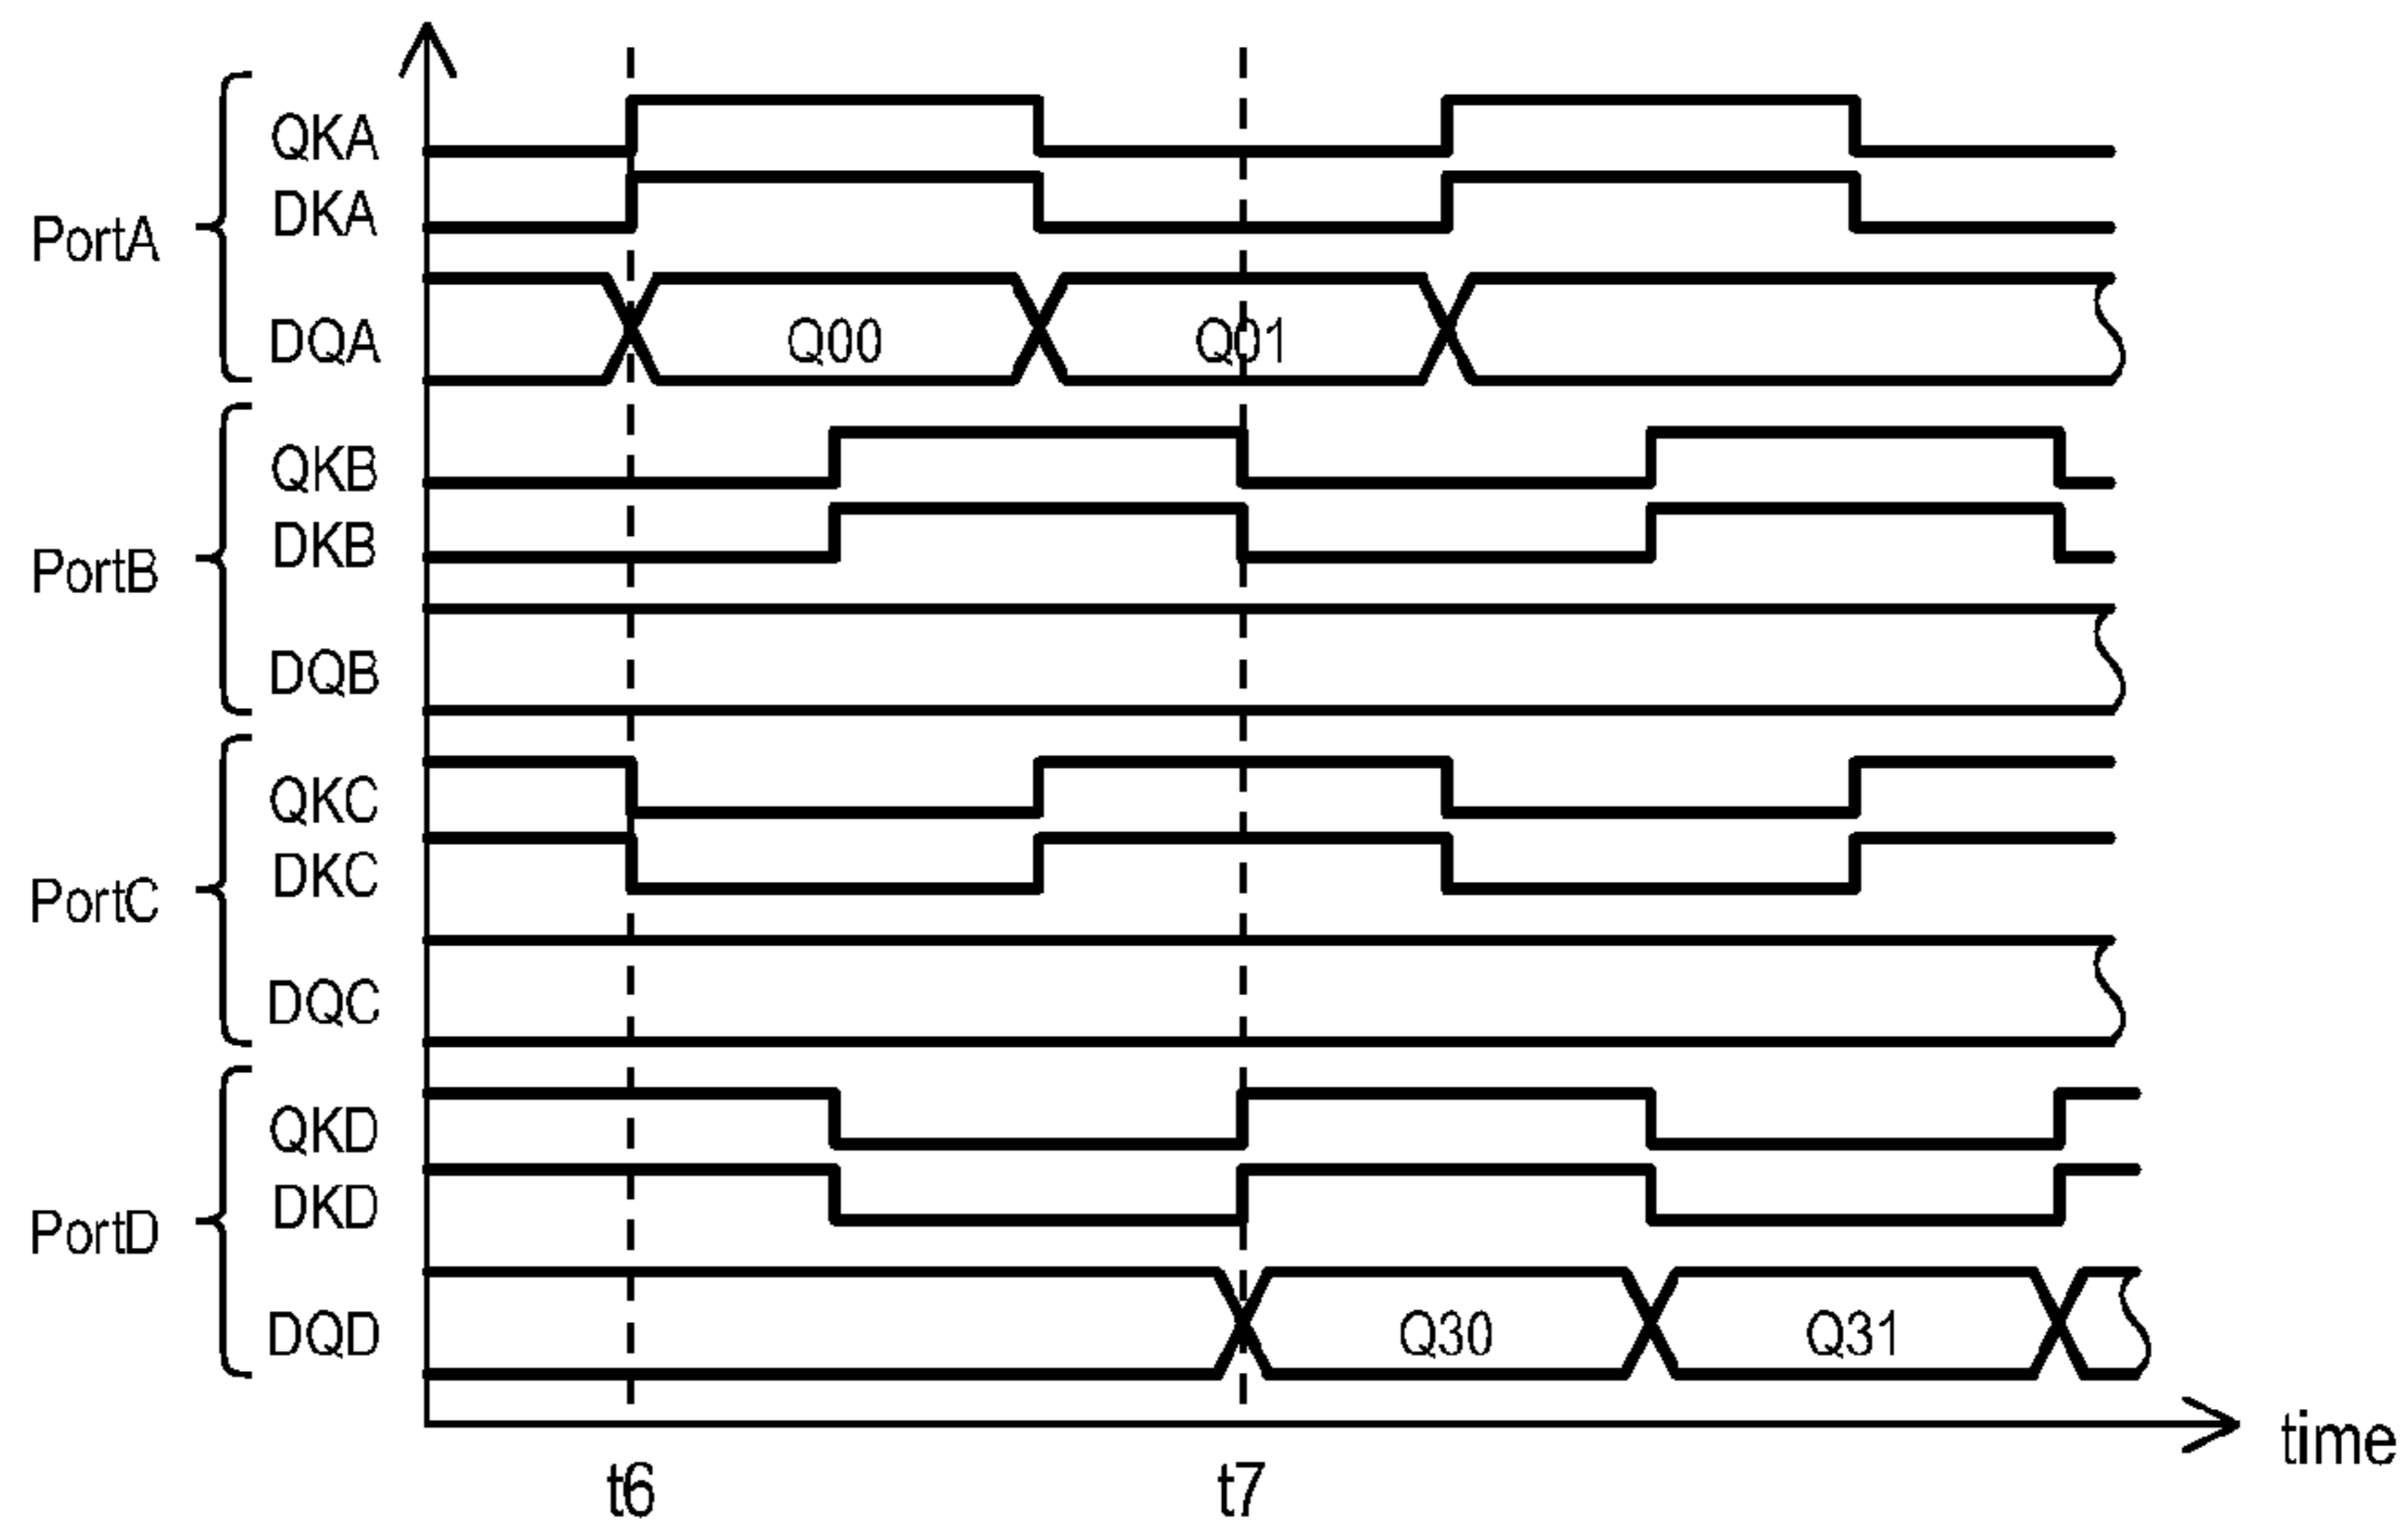 QKA
DKA
PortA
DQA Q00 Q01
QKB
DKB
PortB
DQB
QKC
DKC
PortC
DQC
QKD
DKD
PortD
DQD Q30 Q31
time
t6 t7